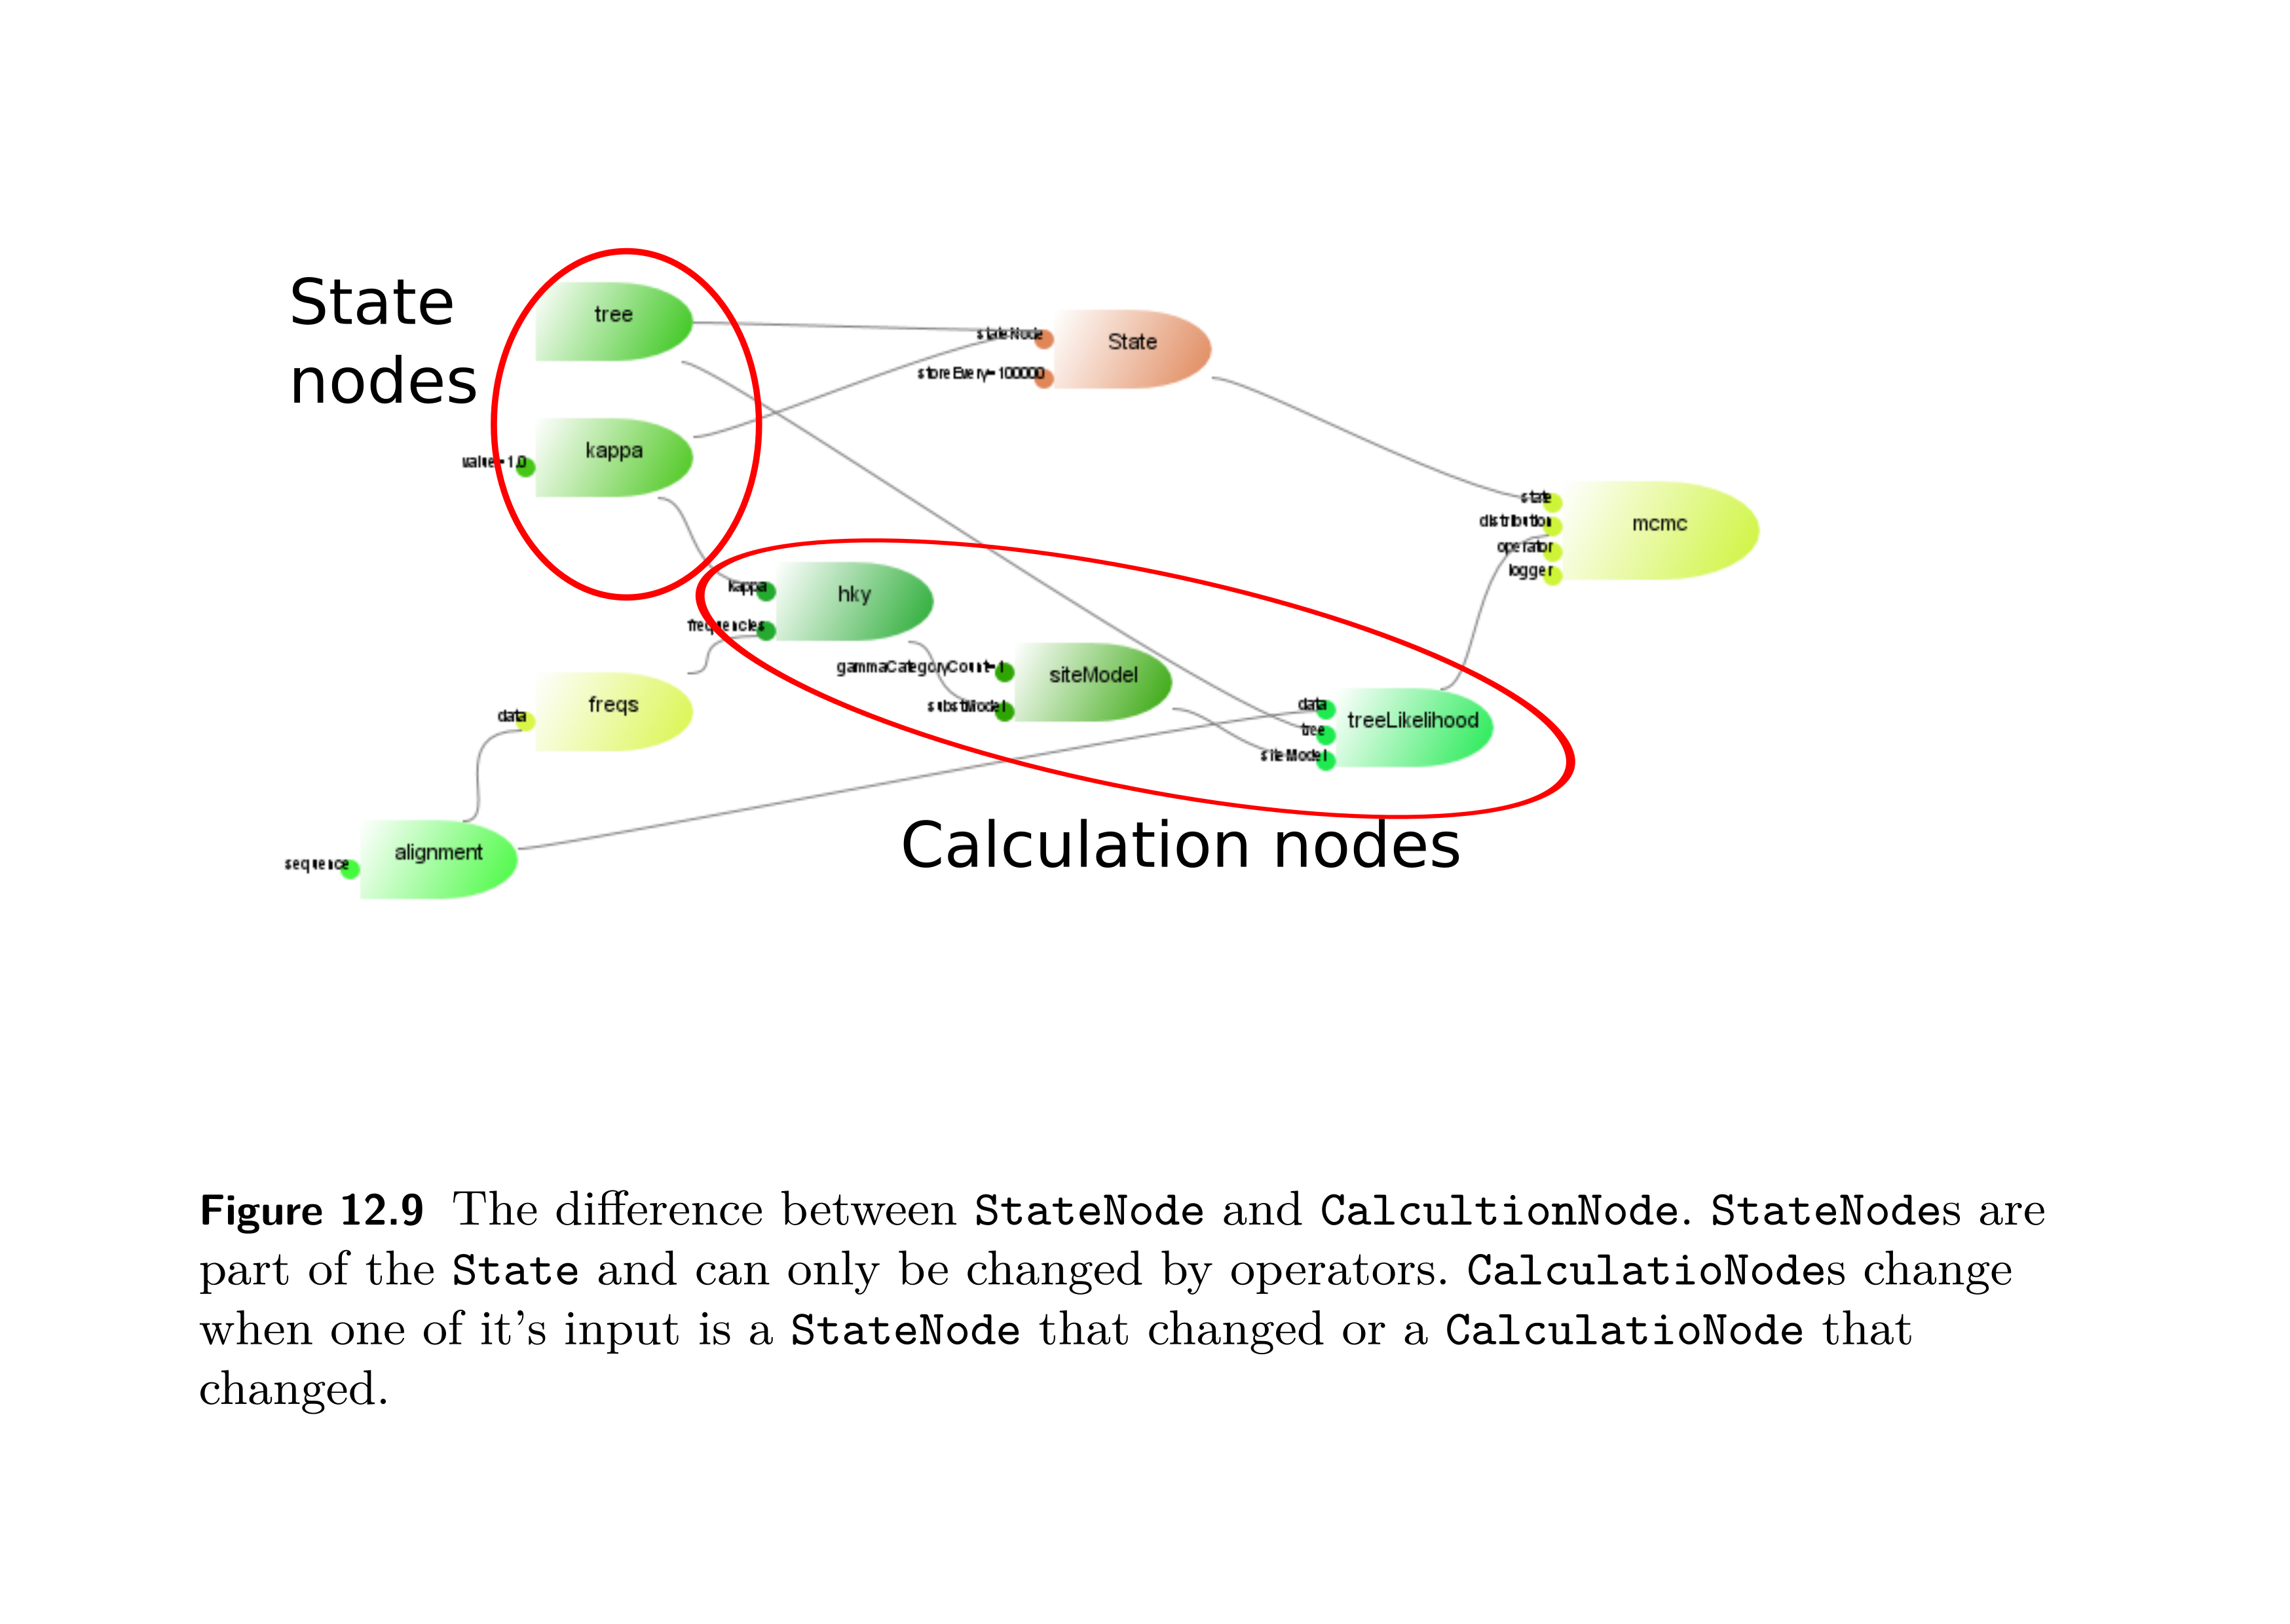 State
nodes
tree
stateNode
State
storeEvery=100000
kappa
value=1.0
state
distribution
mcmc
operator
logger
kappa
hky
frequencies
gammaCategoryCount=1
siteModel
substModel
freqs
data
data
treeLikelihood
tree
siteModel
Calculation nodes
alignment
sequence
Figure 12.9 The difference between StateNode and CalcultionNode. StateNodes are
part of the State and can only be changed by operators. CalculatioNodes change
when one of it's input is a StateNode that changed or a CalculatioNode that
changed.